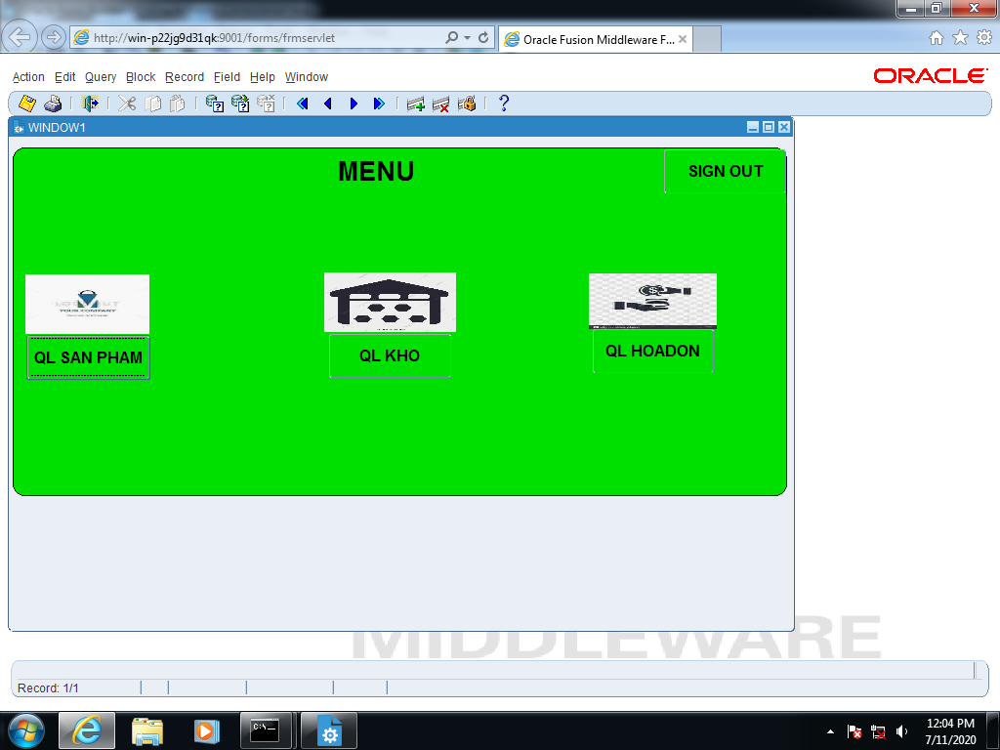 http://win-p22jg9d31qk:9001/forms/frmservlet
Oracle Fusion Middleware F...
Action Edit Query Block Record Field Help Window
ORACLE
WINDOW1
MENU
SIGN OUT
YOUR COMPANY
QL SAN PHAM
QL KHO
QL HOADON
MIDDLEWARE
Record: 1/1
C:\.
12:04 PM
7/11/2020